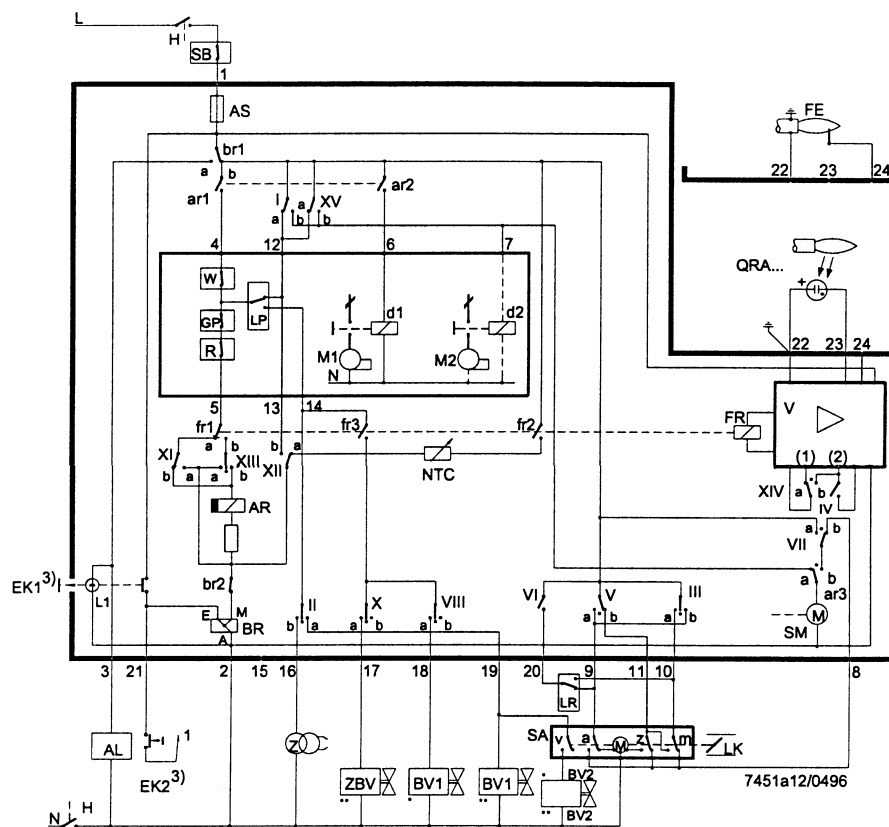 L
H
SB
1
AS
FE
br1
22 23 24
a b
ar1 ar2
I a XV
a b b
4 12 6 7
QRA...
+
W
LP
d1 d2
GP
M1 M2
R
N
22 23 24
V
FR
5 13 14
fr1 fr3 fr2
a b a
XI XIII XII
b a a b
NTC
(1) (2)
XIV a b IV
AR
a b
VII
EK1³⁾ L1
br2
a b
ar3
E M
BR
A
II X VIII
b a a b a b
VI V III
a b a b
M
SM
3 21 2 15 16 17 18 19 20 9 11 10 8
LR
AL
1
EK2³⁾
Z
SA v a M z m
LK
ZBV BV1 BV1 BV2
BV2
7451a12/0496
N H